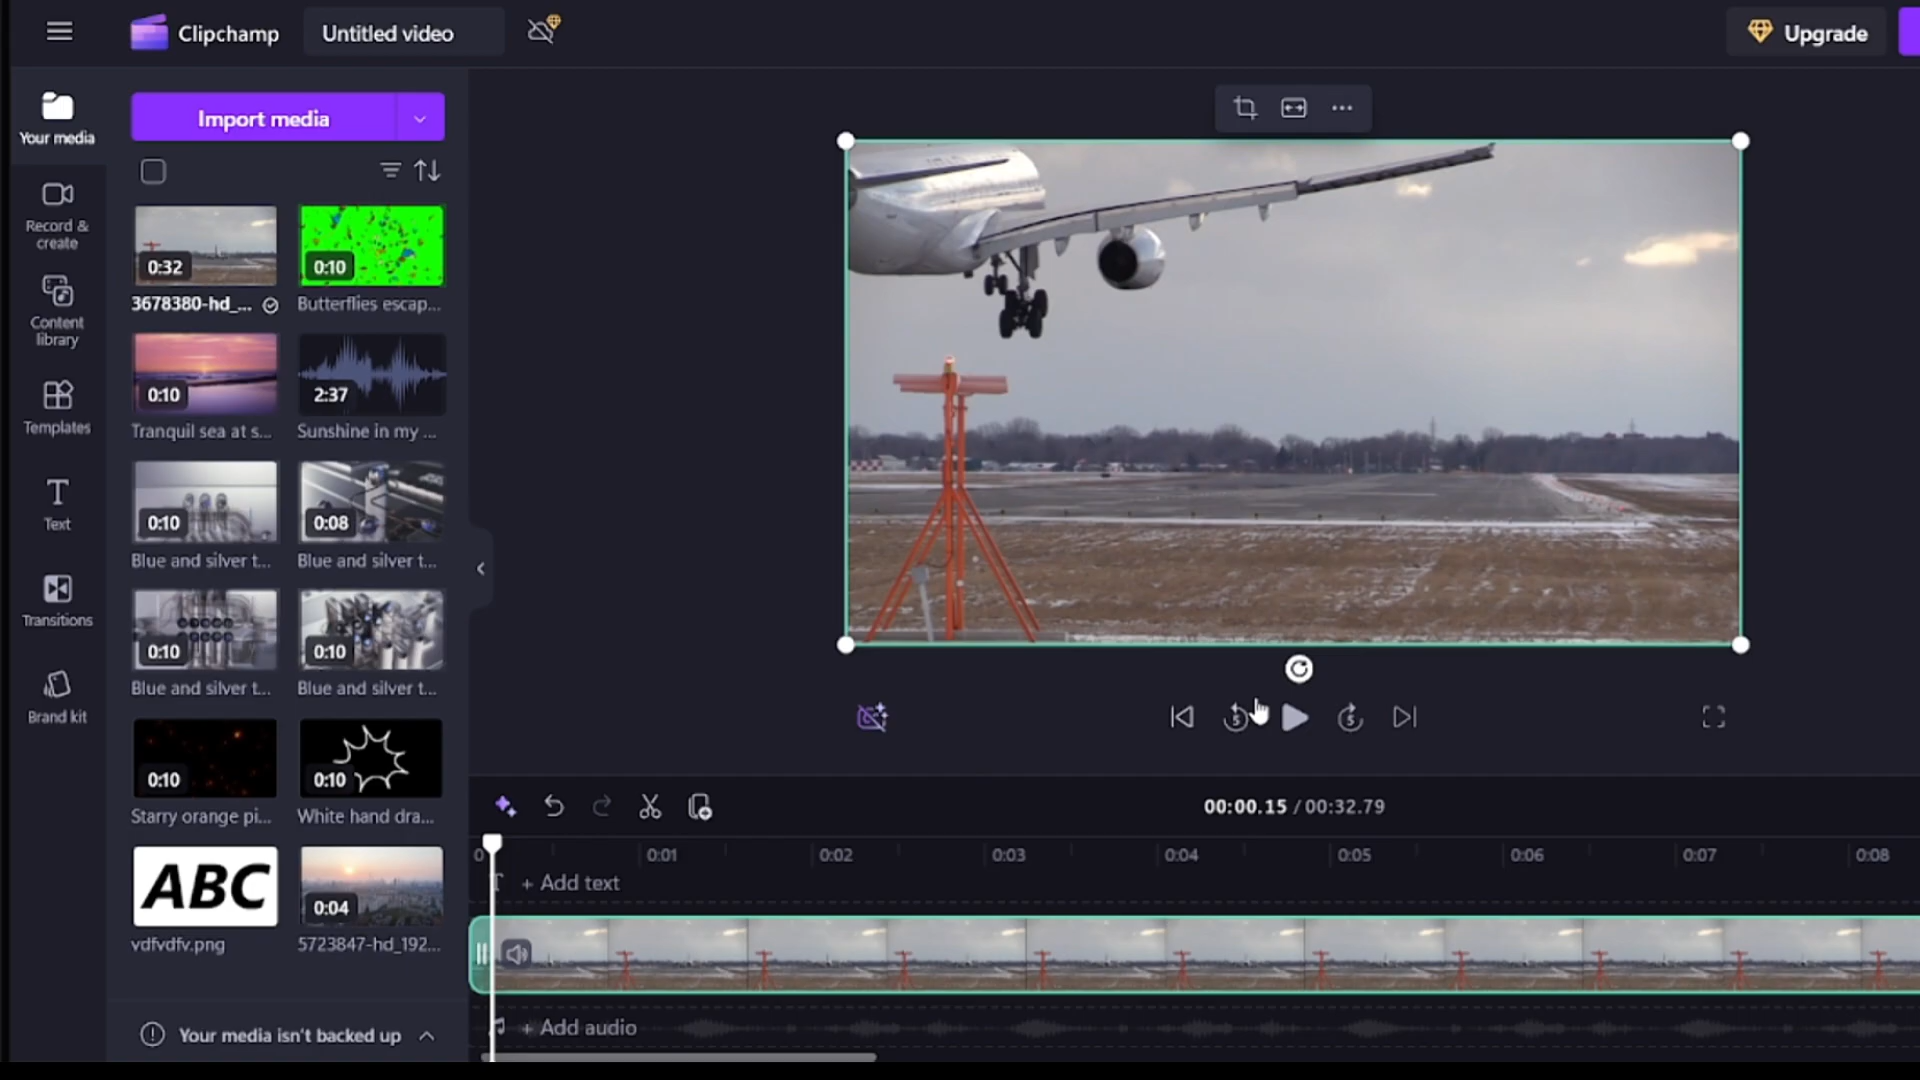 Clipchamp
Untitled video
Upgrade
Your media
Import media
Record &
create
Content
library
Templates
Text
Transitions
Brand kit
0:32
0:10
3678380-hd_...
Butterflies escap...
0:10
2:37
Tranquil sea at s...
Sunshine in my ...
0:10
0:08
Blue and silver t...
Blue and silver t...
0:10
0:10
Blue and silver t...
Blue and silver t...
0:10
0:10
Starry orange pi...
White hand dra...
ABC
0:04
vdfvdfv.png
5723847-hd_192...
Your media isn't backed up
5
5
00:00.15 / 00:32.79
0
0:01
0:02
0:03
0:04
0:05
0:06
0:07
0:08
T + Add text
+ Add audio